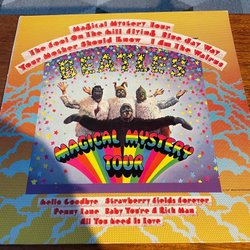 Magical Mystery Tour
The Fool On The Hill Flying Blue Jay Way
Your Mother Should Know I Am The Walrus
BEATLES
MAGICAL MYSTERY
TOUR
Hello Goodbye Strawberry Fields Forever
Penny Lane Baby You're A Rich Man
All You Need Is Love